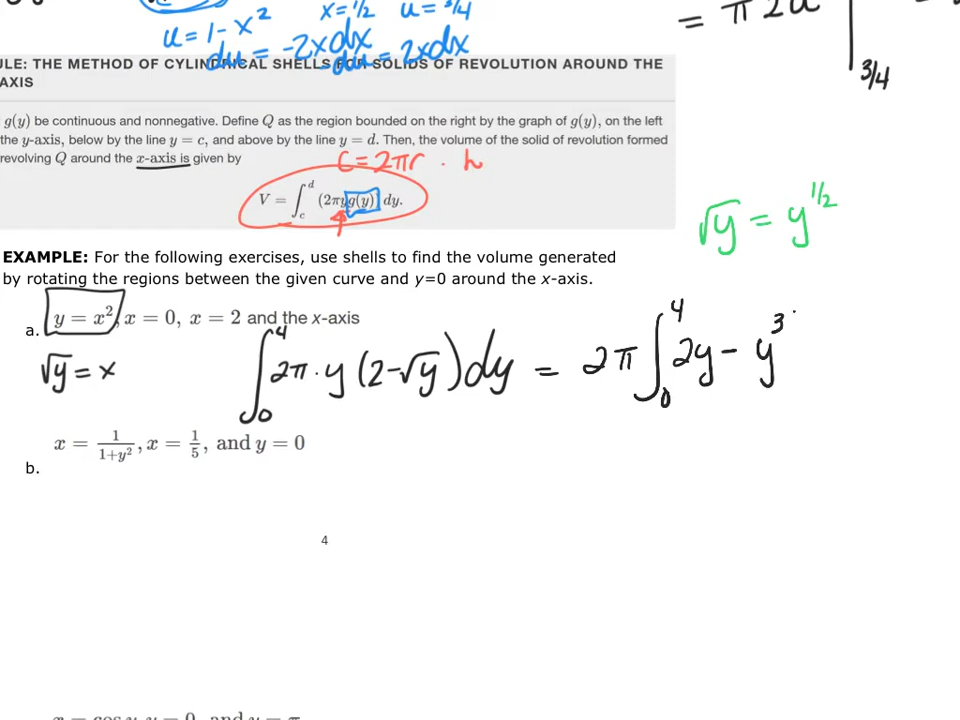 u = 1 - x² x = 1/2 u = 3/4
= π 2u | 3/4
du = -2xdx -du = 2xdx
ULE: THE METHOD OF CYLINDRICAL SHELLS FOR SOLIDS OF REVOLUTION AROUND THE
AXIS
g(y) be continuous and nonnegative. Define Q as the region bounded on the right by the graph of g(y), on the left
the y-axis, below by the line y = c, and above by the line y = d. Then, the volume of the solid of revolution formed
revolving Q around the x-axis is given by
C = 2πr · h
V = ∫_c^d (2πyg(y)) dy.
√y = y^1/2
EXAMPLE: For the following exercises, use shells to find the volume generated
by rotating the regions between the given curve and y=0 around the x-axis.
a. y = x², x = 0, x = 2 and the x-axis
√y = x ∫_0^4 2π · y (2-√y) dy = 2π ∫_0^4 2y - y^3
b. x = 1/(1+y²), x = 1/5, and y = 0
4
x = cos y, y = 0, and y = π